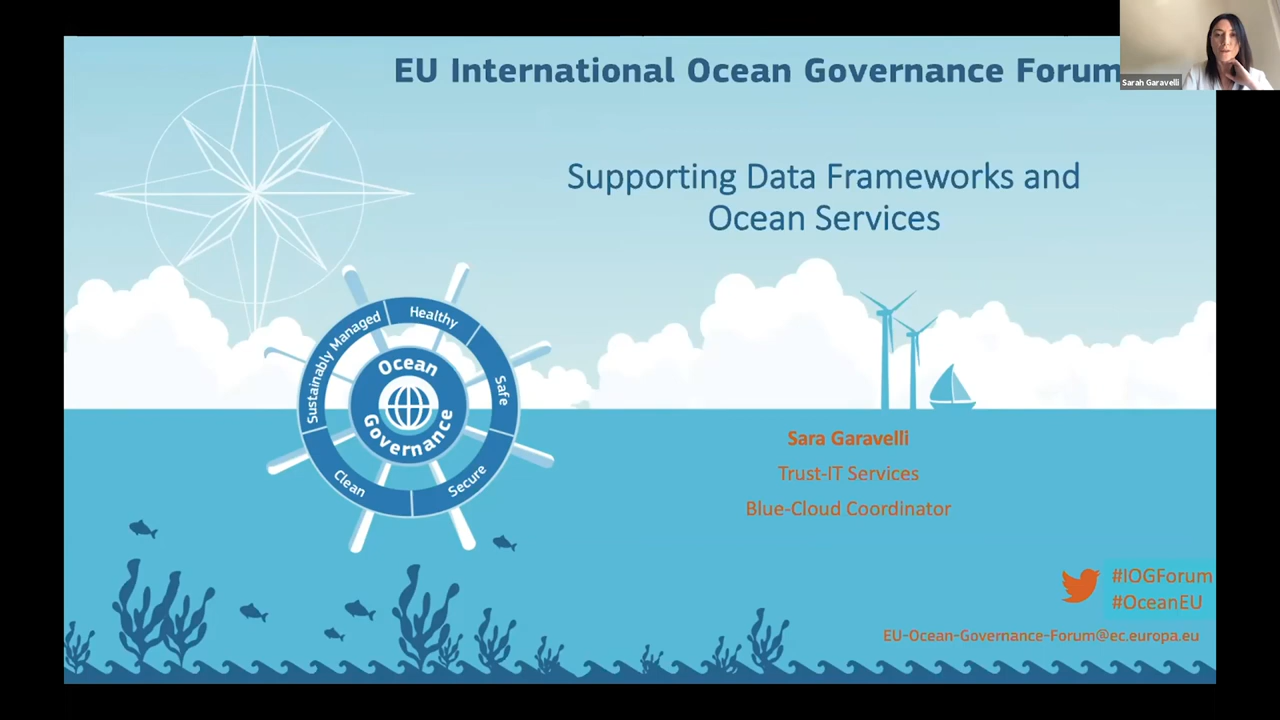 EU International Ocean Governance Forum
Sarah Garavelli
Supporting Data Frameworks and
Ocean Services
Sustainably Managed
Healthy
Safe
Secure
Clean
Ocean
Governance
Sara Garavelli
Trust-IT Services
Blue-Cloud Coordinator
#IOGForum
#OceanEU
EU-Ocean-Governance-Forum@ec.europa.eu